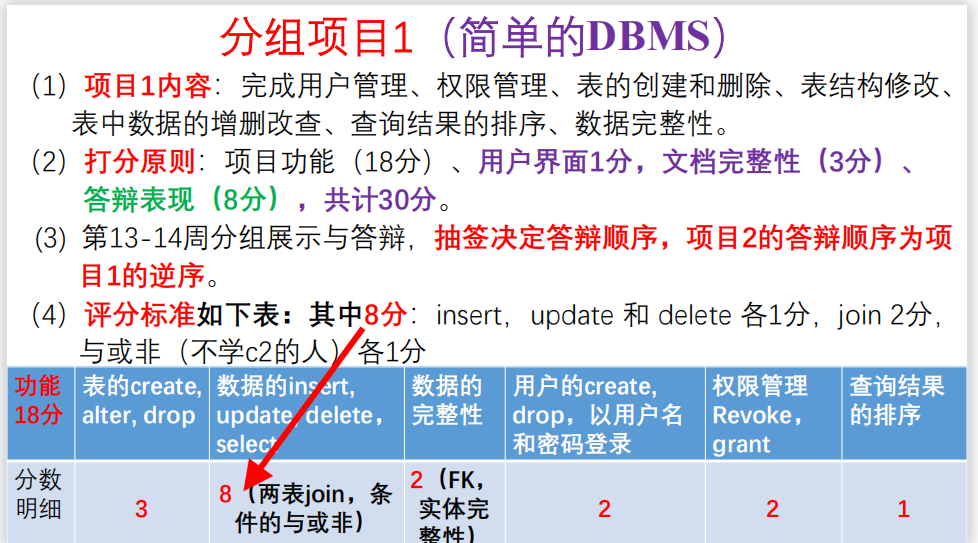 分组项目1（简单的DBMS）
（1）项目1内容：完成用户管理、权限管理、表的创建和删除、表结构修改、
表中数据的增删改查、查询结果的排序、数据完整性。
（2）打分原则：项目功能（18分）、用户界面1分，文档完整性（3分）、
答辩表现（8分），共计30分。
（3）第13-14周分组展示与答辩，抽签决定答辩顺序，项目2的答辩顺序为项
目1的逆序。
（4）评分标准如下表：其中8分：insert，update 和 delete 各1分，join 2分，
与或非（不学c2的人）各1分
功能
18分
表的create,
alter, drop
数据的insert,
update, delete，
select
数据的
完整性
用户的create,
drop，以用户名
和密码登录
权限管理
Revoke，
grant
查询结果
的排序
分数
明细
3
8（两表join，条
件的与或非）
2（FK，
实体完
整性）
2
2
1